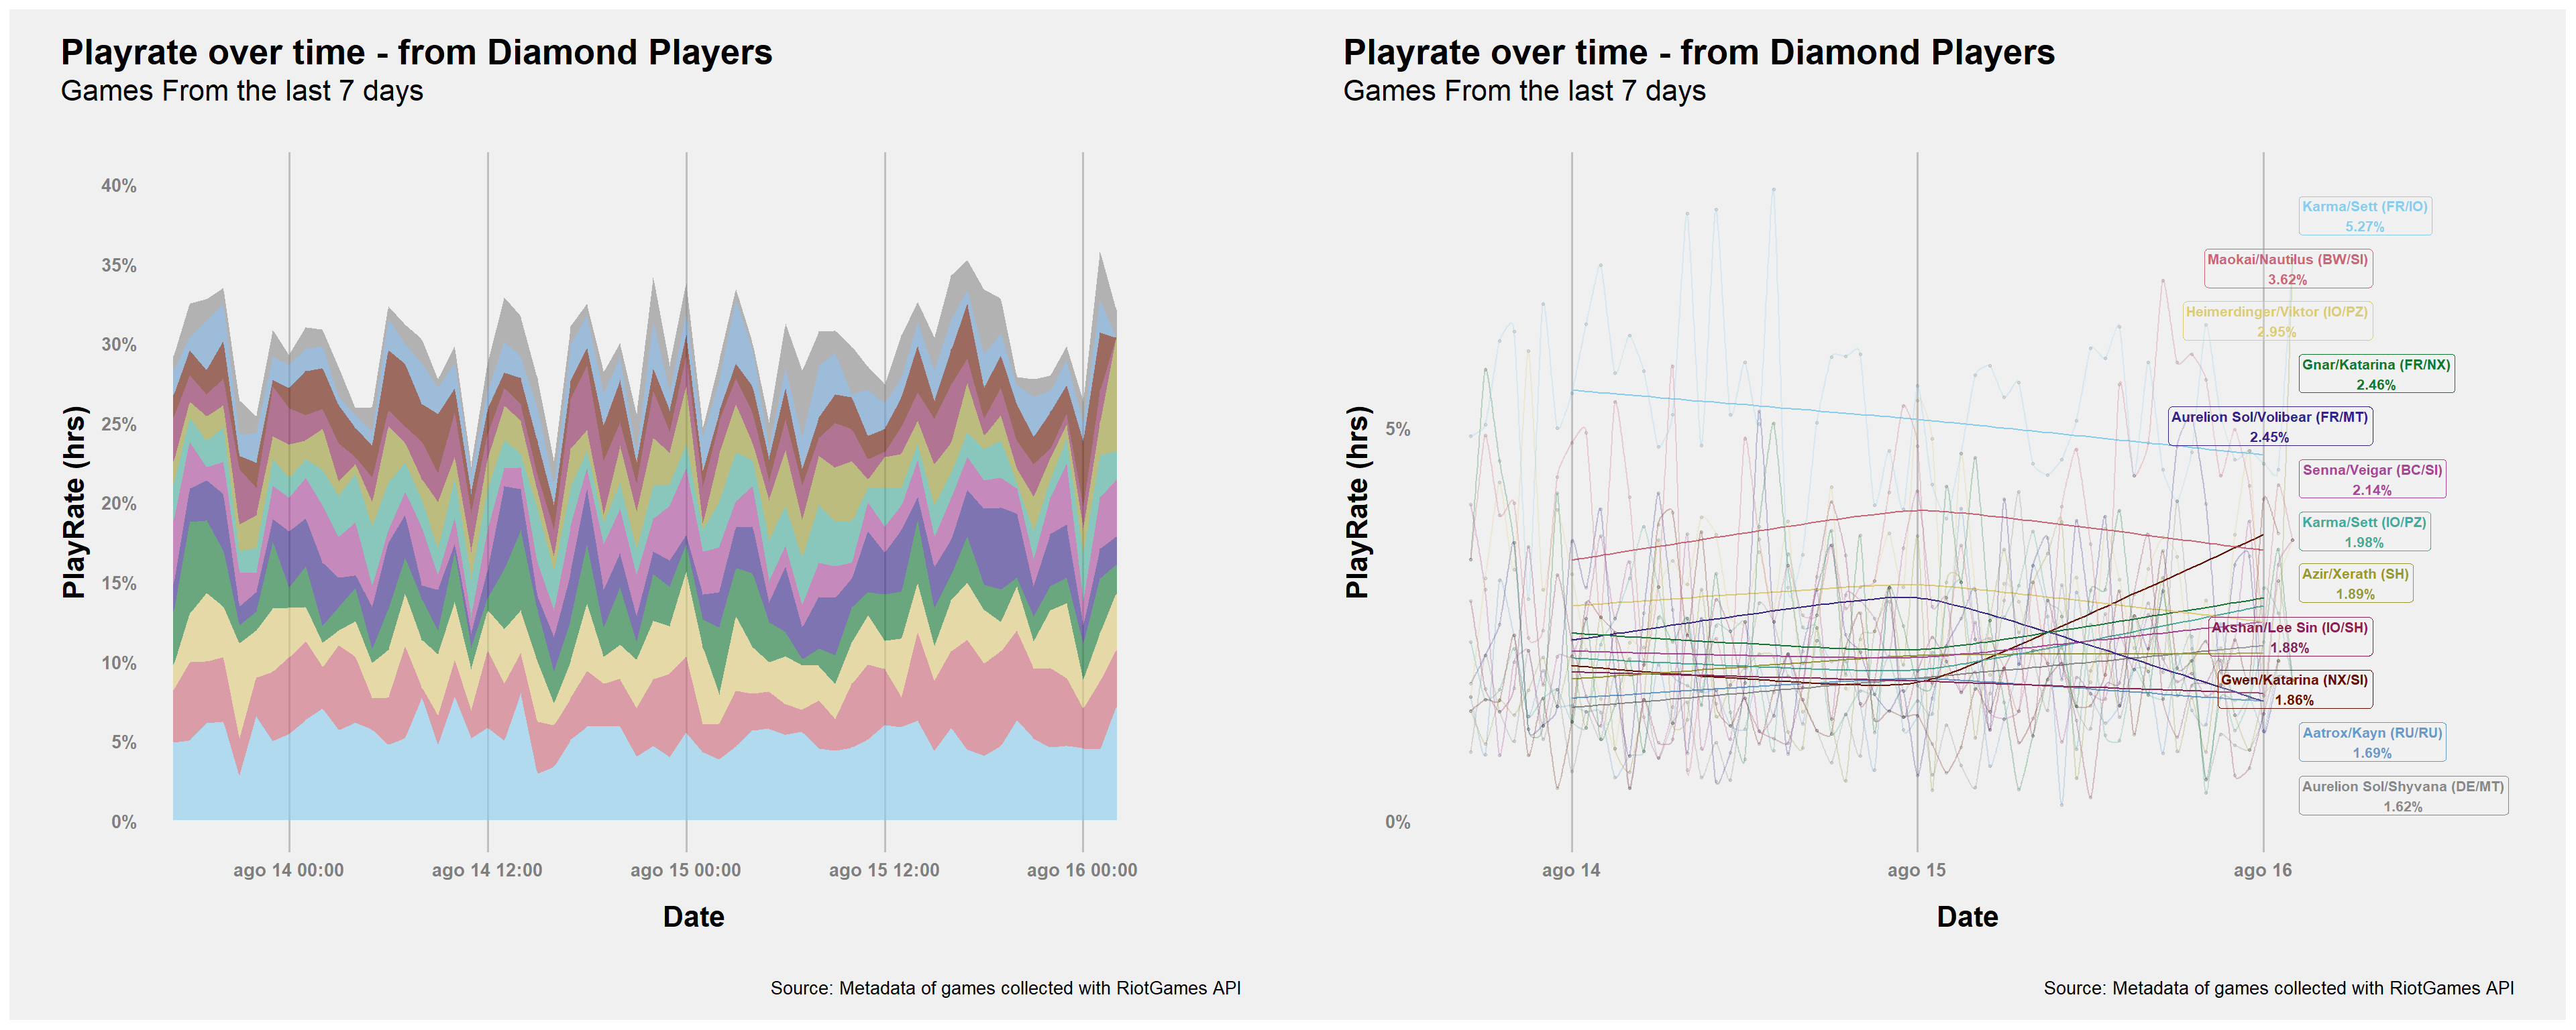 Playrate over time - from Diamond Players
Games From the last 7 days
PlayRate (hrs)
40%
35%
30%
25%
20%
15%
10%
5%
0%
ago 14 00:00
ago 14 12:00
ago 15 00:00
ago 15 12:00
ago 16 00:00
Date
Source: Metadata of games collected with RiotGames API
Playrate over time - from Diamond Players
Games From the last 7 days
PlayRate (hrs)
5%
0%
Karma/Sett (FR/IO)
5.27%
Maokai/Nautilus (BW/SI)
3.62%
Heimerdinger/Viktor (IO/PZ)
2.95%
Gnar/Katarina (FR/NX)
2.46%
Aurelion Sol/Volibear (FR/MT)
2.45%
Senna/Veigar (BC/SI)
2.14%
Karma/Sett (IO/PZ)
1.98%
Azir/Xerath (SH)
1.89%
Akshan/Lee Sin (IO/SH)
1.88%
Gwen/Katarina (NX/SI)
1.86%
Aatrox/Kayn (RU/RU)
1.69%
Aurelion Sol/Shyvana (DE/MT)
1.62%
ago 14
ago 15
ago 16
Date
Source: Metadata of games collected with RiotGames API